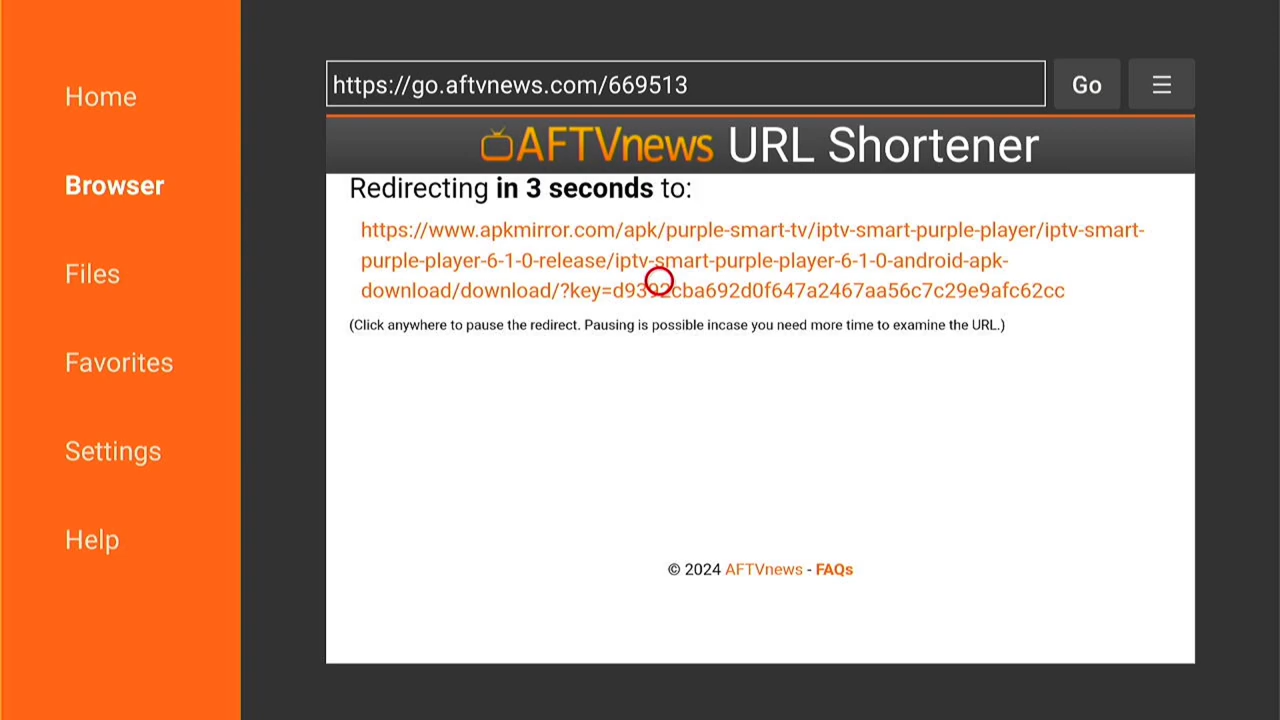 Home
Browser
Files
Favorites
Settings
Help
https://go.aftvnews.com/669513
Go
☰
AFTVnews URL Shortener
Redirecting in 3 seconds to:
https://www.apkmirror.com/apk/purple-smart-tv/iptv-smart-purple-player/iptv-smart-
purple-player-6-1-0-release/iptv-smart-purple-player-6-1-0-android-apk-
download/download/?key=d9392cba692d0f647a2467aa56c7c29e9afc62cc
(Click anywhere to pause the redirect. Pausing is possible incase you need more time to examine the URL.)
© 2024 AFTVnews - FAQs